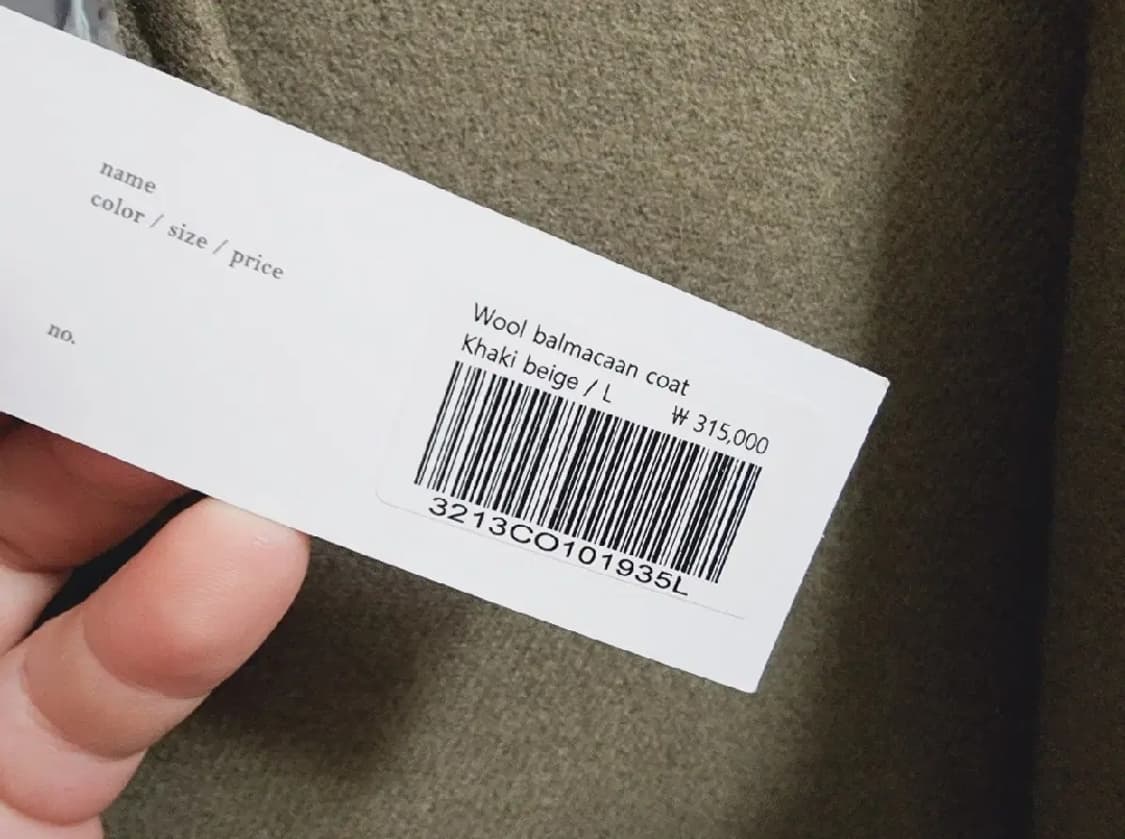 name
color / size / price
no.
Wool balmacaan coat
Khaki beige / L
₩ 315,000
3213CO101935L